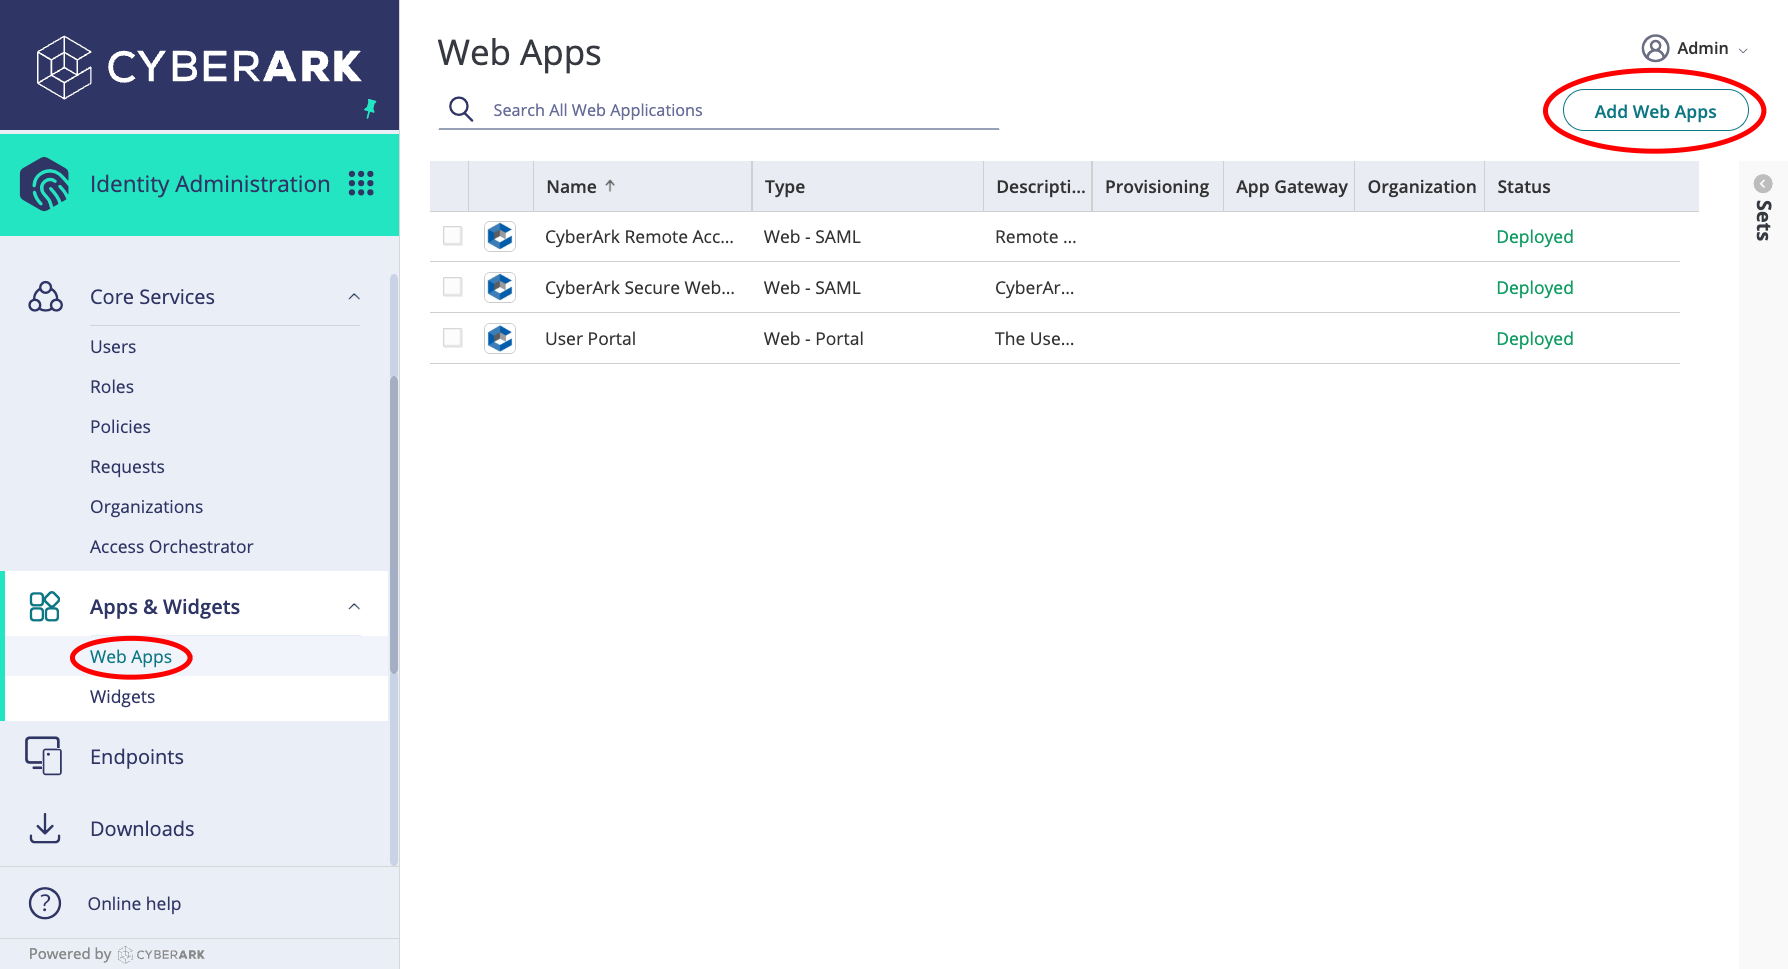 CYBERARK
Identity Administration
Core Services
Users
Roles
Policies
Requests
Organizations
Access Orchestrator
Apps & Widgets
Web Apps
Widgets
Endpoints
Downloads
Online help
Powered by CYBERARK
Web Apps
Admin
Search All Web Applications
Add Web Apps
Name Type Descripti... Provisioning App Gateway Organization Status
CyberArk Remote Acc... Web - SAML Remote ... Deployed
CyberArk Secure Web... Web - SAML CyberAr... Deployed
User Portal Web - Portal The Use... Deployed
Sets